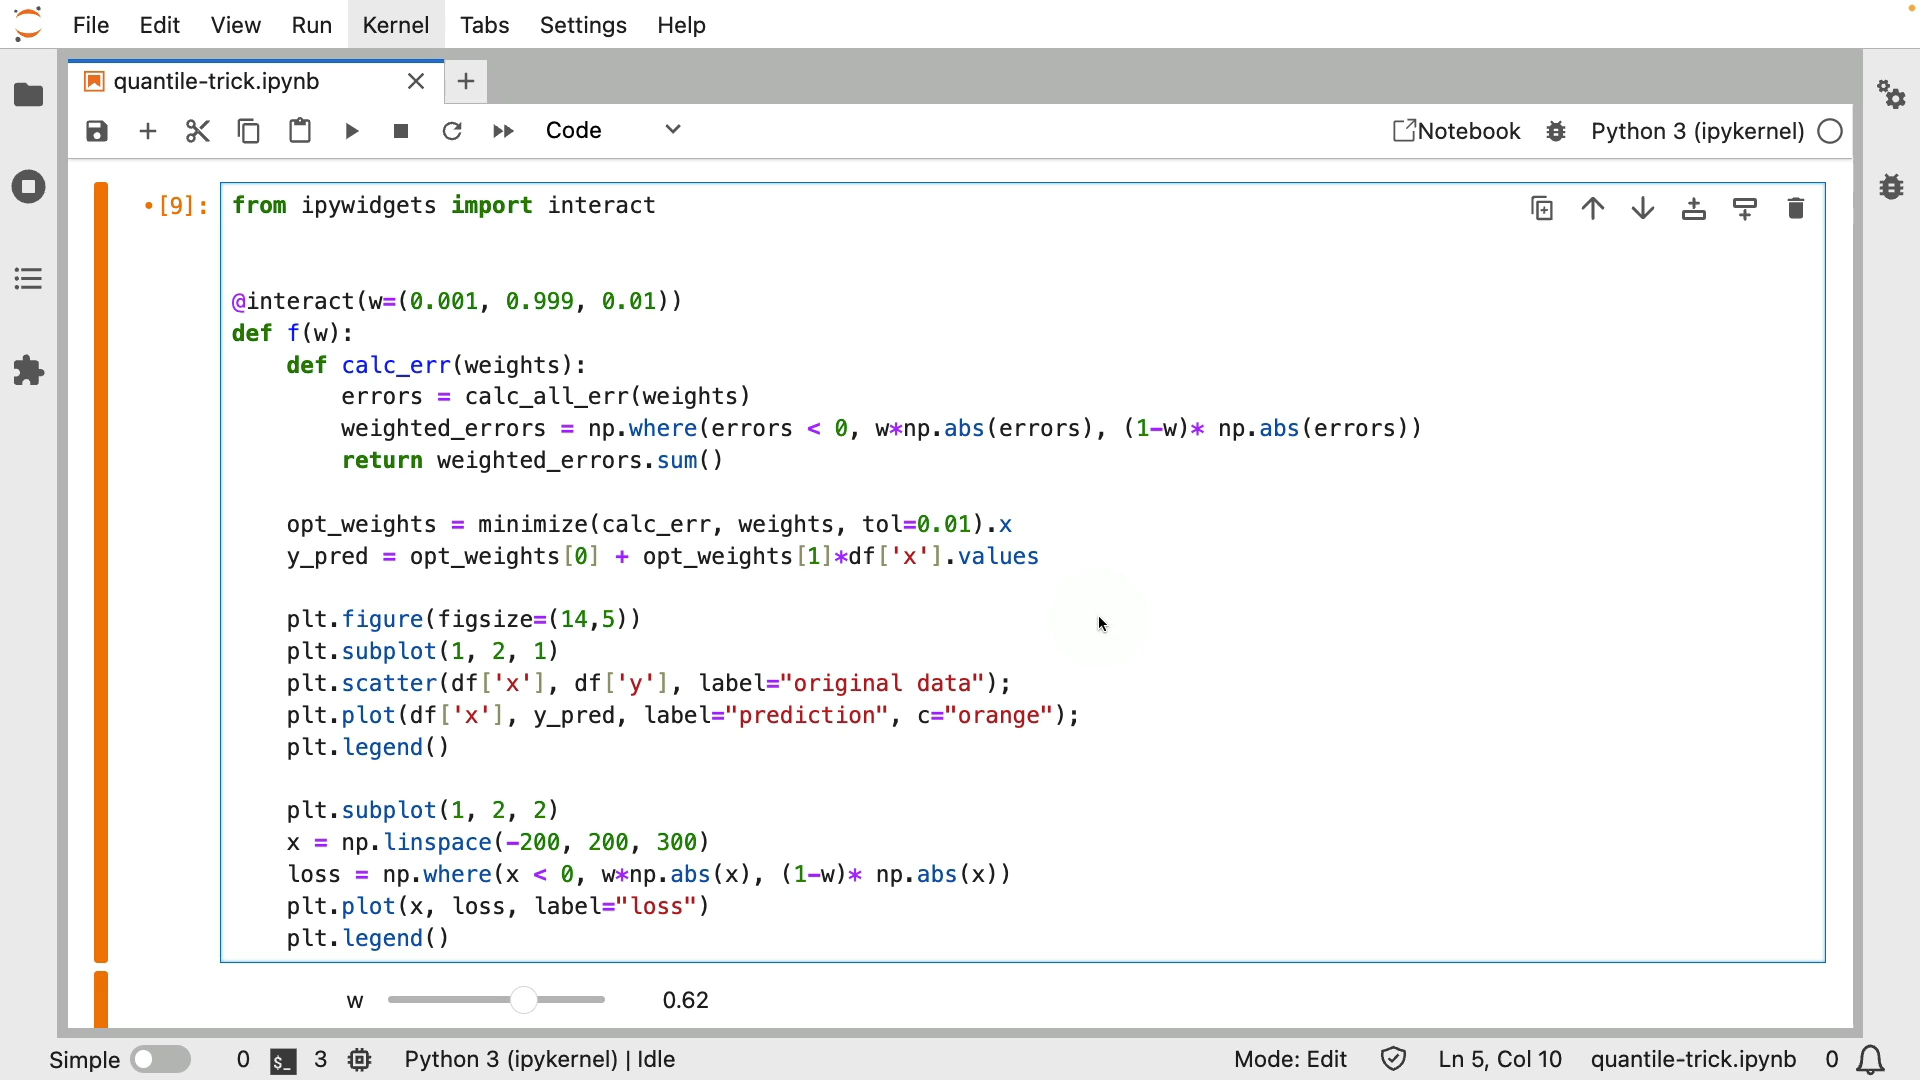 File Edit View Run Kernel Tabs Settings Help
quantile-trick.ipynb
Code Notebook Python 3 (ipykernel)
[9]: from ipywidgets import interact
@interact(w=(0.001, 0.999, 0.01))
def f(w):
    def calc_err(weights):
        errors = calc_all_err(weights)
        weighted_errors = np.where(errors < 0, w*np.abs(errors), (1-w)* np.abs(errors))
        return weighted_errors.sum()
    opt_weights = minimize(calc_err, weights, tol=0.01).x
    y_pred = opt_weights[0] + opt_weights[1]*df['x'].values
    plt.figure(figsize=(14,5))
    plt.subplot(1, 2, 1)
    plt.scatter(df['x'], df['y'], label="original data");
    plt.plot(df['x'], y_pred, label="prediction", c="orange");
    plt.legend()
    plt.subplot(1, 2, 2)
    x = np.linspace(-200, 200, 300)
    loss = np.where(x < 0, w*np.abs(x), (1-w)* np.abs(x))
    plt.plot(x, loss, label="loss")
    plt.legend()
w 0.62
Simple 0 $_ 3 Python 3 (ipykernel) | Idle Mode: Edit Ln 5, Col 10 quantile-trick.ipynb 0